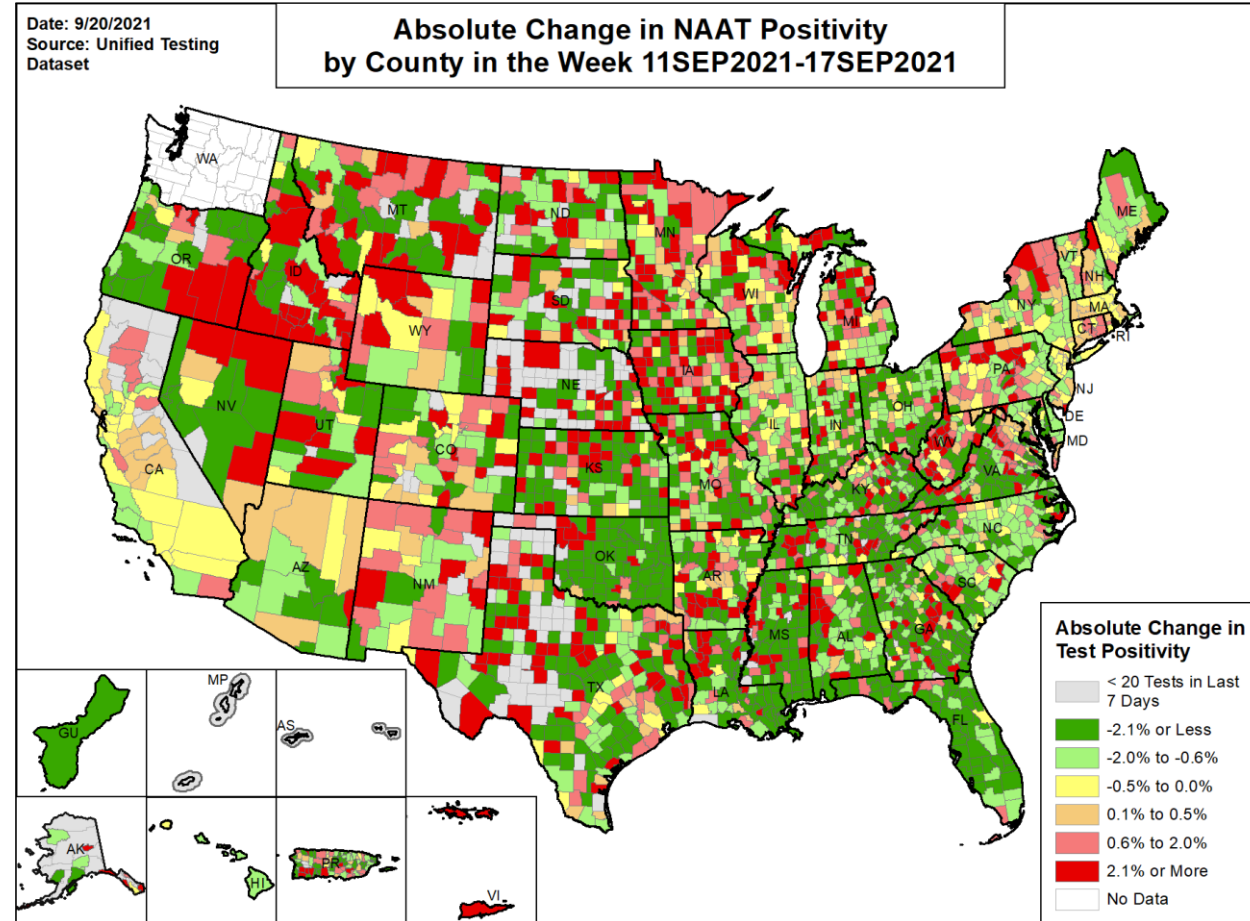 Date: 9/20/2021
Source: Unified Testing
Dataset
Absolute Change in NAAT Positivity
by County in the Week 11SEP2021-17SEP2021
WA
MT
ND
MN
ME
OR
ID
SD
WI
MI
VT
NH
NY
MA
CT
RI
WY
NE
IA
PA
NJ
NV
UT
CO
KS
MO
IL
IN
OH
WV
DE
MD
VA
CA
KY
AZ
NM
OK
AR
TN
NC
SC
TX
LA
MS
AL
GA
FL
GU
MP
AS
AK
HI
PR
VI
Absolute Change in
Test Positivity
< 20 Tests in Last
7 Days
-2.1% or Less
-2.0% to -0.6%
-0.5% to 0.0%
0.1% to 0.5%
0.6% to 2.0%
2.1% or More
No Data